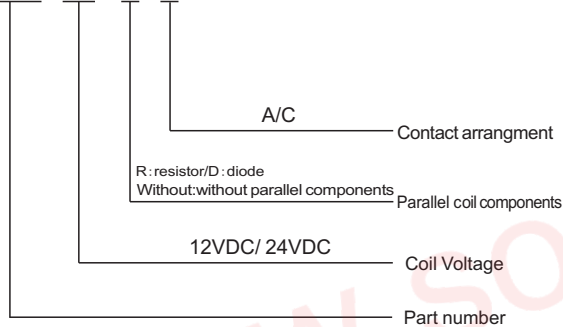 A/C
Contact arrangment
R:resistor/D:diode
Without:without parallel components
Parallel coil components
12VDC/ 24VDC
Coil Voltage
Part number